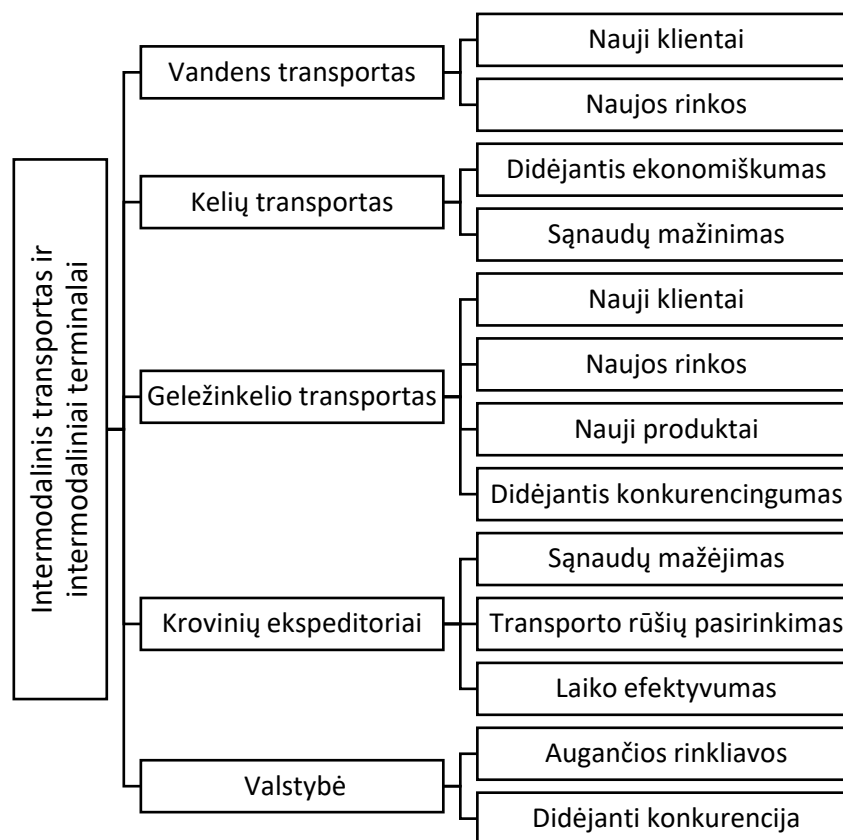 Intermodalinis transportas ir
intermodaliniai terminalai
Vandens transportas
Nauji klientai
Naujos rinkos
Kelių transportas
Didėjantis ekonomiškumas
Sąnaudų mažinimas
Geležinkelio transportas
Nauji klientai
Naujos rinkos
Nauji produktai
Didėjantis konkurencingumas
Krovinių ekspeditoriai
Sąnaudų mažėjimas
Transporto rūšių pasirinkimas
Laiko efektyvumas
Valstybė
Augančios rinkliavos
Didėjanti konkurencija